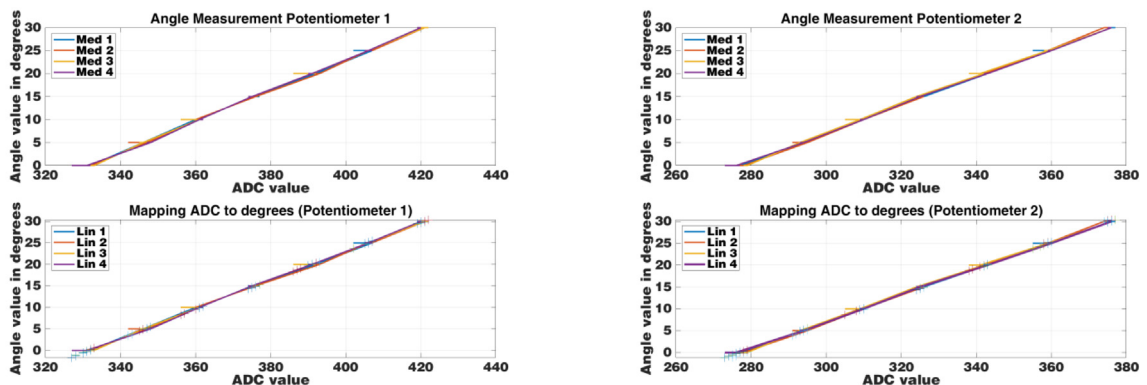 Angle Measurement Potentiometer 1
Angle value in degrees
30
25
20
15
10
5
0
Med 1
Med 2
Med 3
Med 4
320 340 360 380 400 420 440
ADC value
Angle Measurement Potentiometer 2
Angle value in degrees
30
25
20
15
10
5
0
Med 1
Med 2
Med 3
Med 4
260 280 300 320 340 360 380
ADC value
Mapping ADC to degrees (Potentiometer 1)
Angle value in degrees
30
25
20
15
10
5
0
Lin 1
Lin 2
Lin 3
Lin 4
320 340 360 380 400 420 440
ADC value
Mapping ADC to degrees (Potentiometer 2)
Angle value in degrees
30
25
20
15
10
5
0
Lin 1
Lin 2
Lin 3
Lin 4
260 280 300 320 340 360 380
ADC value